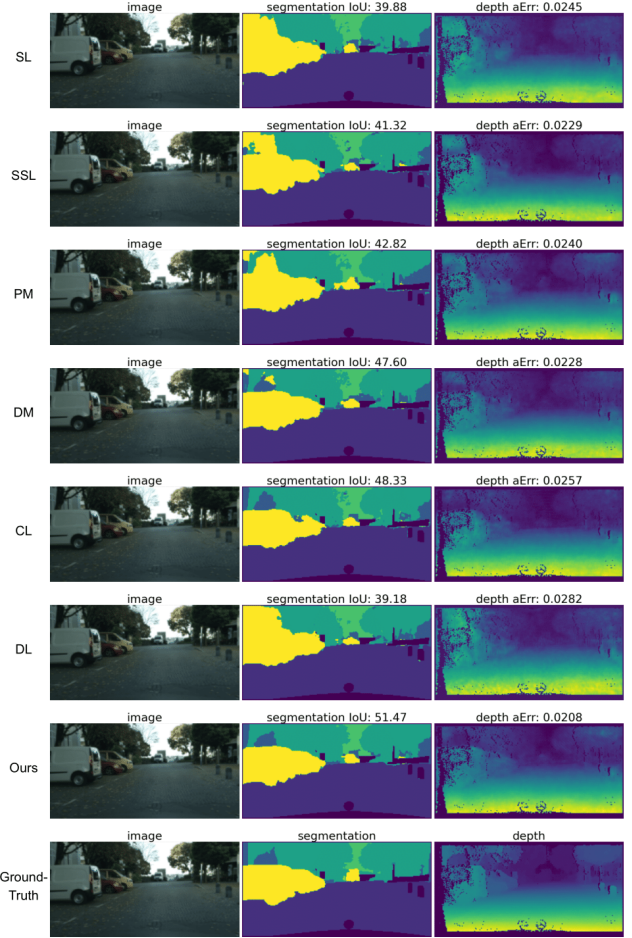 image segmentation IoU: 39.88 depth aErr: 0.0245
SL
image segmentation IoU: 41.32 depth aErr: 0.0229
SSL
image segmentation IoU: 42.82 depth aErr: 0.0240
PM
image segmentation IoU: 47.60 depth aErr: 0.0228
DM
image segmentation IoU: 48.33 depth aErr: 0.0257
CL
image segmentation IoU: 39.18 depth aErr: 0.0282
DL
image segmentation IoU: 51.47 depth aErr: 0.0208
Ours
image segmentation depth
Ground-
Truth